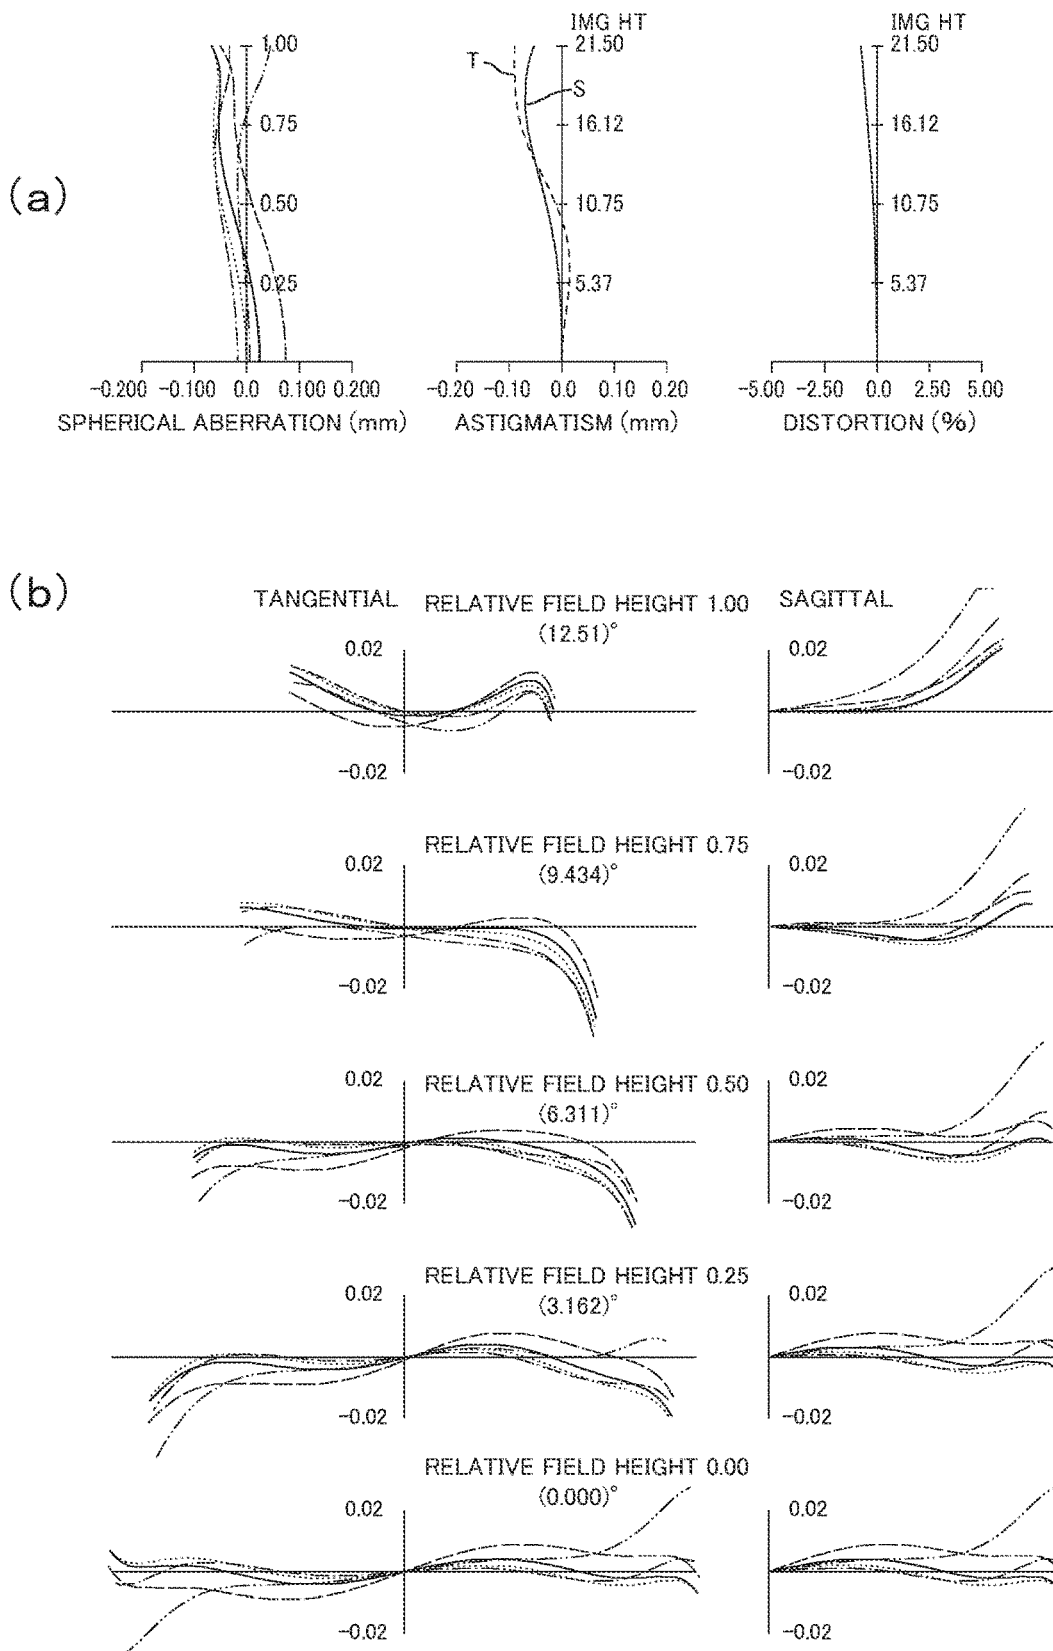 (a)
1.00
0.75
0.50
0.25
-0.200 -0.100 0.0 0.100 0.200
SPHERICAL ABERRATION (mm)
IMG HT
21.50
T
S
16.12
10.75
5.37
-0.20 -0.10 0.0 0.10 0.20
ASTIGMATISM (mm)
IMG HT
21.50
16.12
10.75
5.37
-5.00 -2.50 0.0 2.50 5.00
DISTORTION (%)
(b)
TANGENTIAL RELATIVE FIELD HEIGHT 1.00 SAGITTAL
(12.51)°
0.02 0.02
-0.02 -0.02
RELATIVE FIELD HEIGHT 0.75
(9.434)°
0.02 0.02
-0.02 -0.02
RELATIVE FIELD HEIGHT 0.50
(6.311)°
0.02 0.02
-0.02 -0.02
RELATIVE FIELD HEIGHT 0.25
(3.162)°
0.02 0.02
-0.02 -0.02
RELATIVE FIELD HEIGHT 0.00
(0.000)°
0.02 0.02
-0.02 -0.02